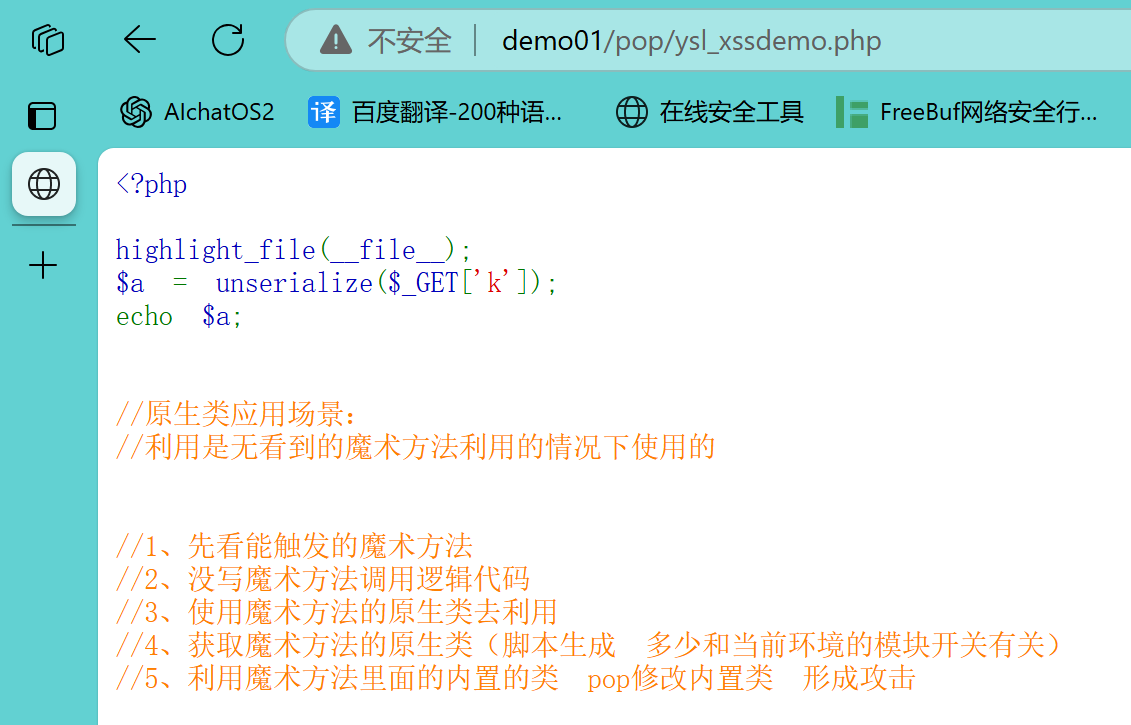 不安全 demo01/pop/ysl_xssdemo.php
AIchatOS2 译 百度翻译-200种语... 在线安全工具 FreeBuf网络安全行...
<?php
highlight_file(__file__);
$a = unserialize($_GET['k']);
echo $a;
//原生类应用场景：
//利用是无看到的魔术方法利用的情况下使用的
//1、先看能触发的魔术方法
//2、没写魔术方法调用逻辑代码
//3、使用魔术方法的原生类去利用
//4、获取魔术方法的原生类（脚本生成 多少和当前环境的模块开关有关）
//5、利用魔术方法里面的内置的类 pop修改内置类 形成攻击